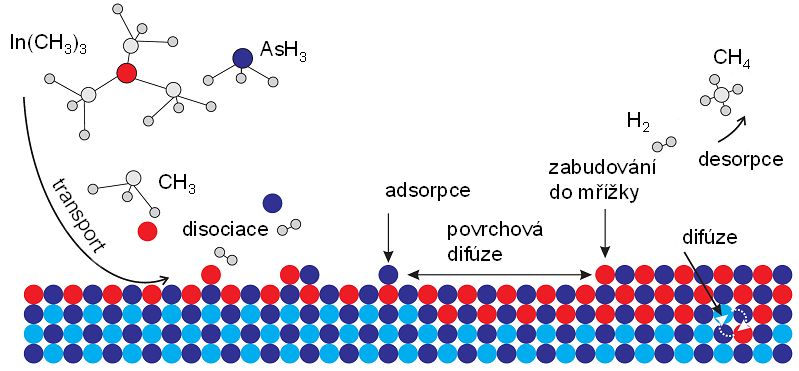 In(CH₃)₃
AsH₃
CH₄
H₂
desorpce
CH₃
transport
disociace
adsorpce
povrchová
difúze
zabudování
do mřížky
difúze